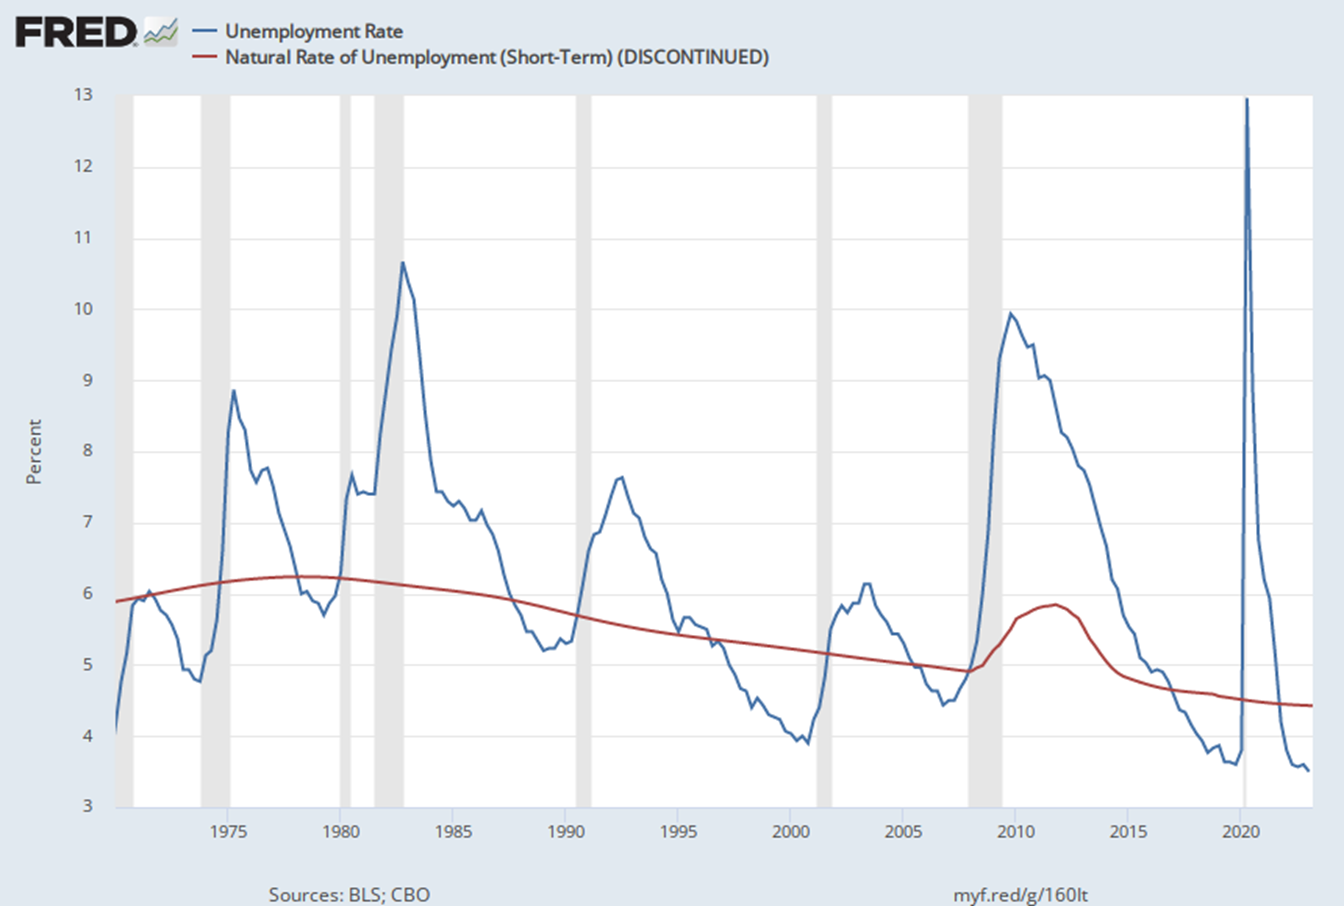 FRED
Unemployment Rate
Natural Rate of Unemployment (Short-Term) (DISCONTINUED)
13
12
11
10
9
8
7
6
5
4
3
Percent
1975 1980 1985 1990 1995 2000 2005 2010 2015 2020
Sources: BLS; CBO myf.red/g/160lt